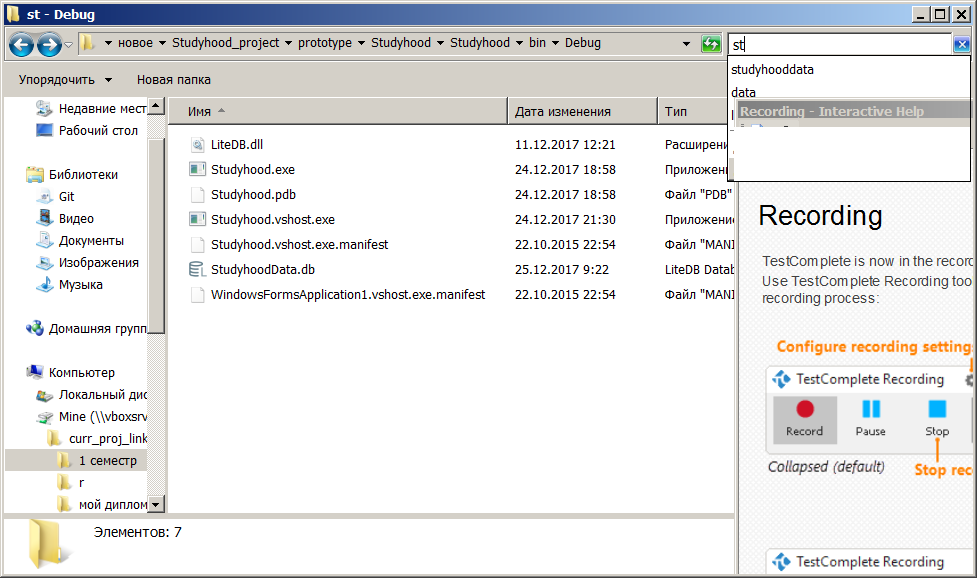 st - Debug
новое Studyhood_project prototype Studyhood Studyhood bin Debug
st
Упорядочить Новая папка
studyhooddata
data
Recording - Interactive Help
Недавние мест
Рабочий стол
Библиотеки
Git
Видео
Документы
Изображения
Музыка
Домашняя групп
Компьютер
Локальный дис
Mine (\\vboxsrv
curr_proj_link
1 семестр
r
мой диплом
Имя Дата изменения Тип
LiteDB.dll 11.12.2017 12:21 Расширени
Studyhood.exe 24.12.2017 18:58 Приложени
Studyhood.pdb 24.12.2017 18:58 Файл "PDB"
Studyhood.vshost.exe 24.12.2017 21:30 Приложение
Studyhood.vshost.exe.manifest 22.10.2015 22:54 Файл "MANI
StudyhoodData.db 25.12.2017 9:22 LiteDB Datab
WindowsFormsApplication1.vshost.exe.manifest 22.10.2015 22:54 Файл "MANI
Recording
TestComplete is now in the record
Use TestComplete Recording tool
recording process:
Configure recording setting
TestComplete Recording
Record Pause Stop
Collapsed (default)
Stop rec
TestComplete Recording
Элементов: 7